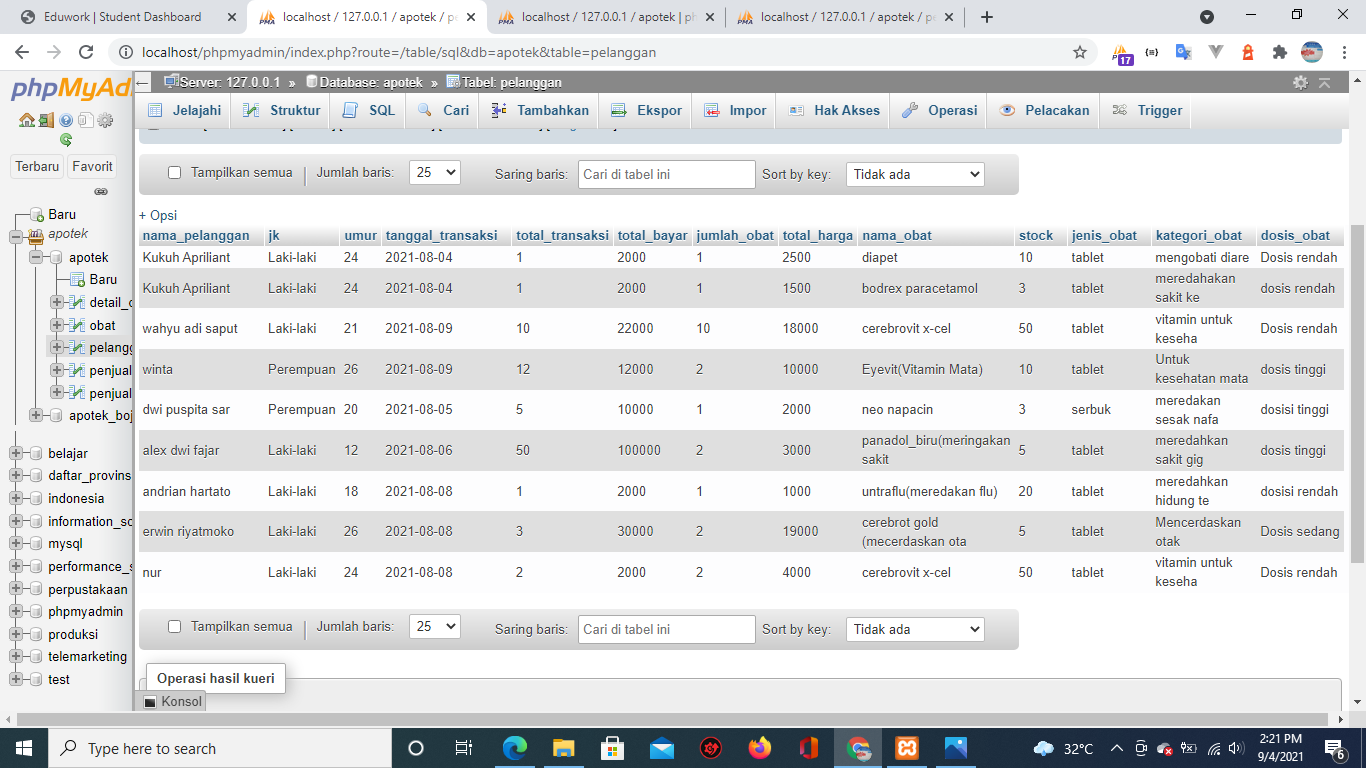 Eduwork | Student Dashboard
localhost / 127.0.0.1 / apotek / pe
localhost / 127.0.0.1 / apotek | ph
localhost / 127.0.0.1 / apotek / pe
localhost/phpmyadmin/index.php?route=/table/sql&db=apotek&table=pelanggan
17
phpMyAd
Server: 127.0.0.1 » Database: apotek » Tabel: pelanggan
Jelajahi Struktur SQL Cari Tambahkan Ekspor Impor Hak Akses Operasi Pelacakan Trigger
Terbaru Favorit
Baru
apotek
apotek
Baru
detail_o
obat
pelangg
penjual
penjual
apotek_boj
belajar
daftar_provins
indonesia
information_sc
mysql
performance_s
perpustakaan
phpmyadmin
produksi
telemarketing
test
Tampilkan semua | Jumlah baris: 25 Saring baris: Cari di tabel ini Sort by key: Tidak ada
+ Opsi
nama_pelanggan jk umur tanggal_transaksi total_transaksi total_bayar jumlah_obat total_harga nama_obat stock jenis_obat kategori_obat dosis_obat
Kukuh Apriliant Laki-laki 24 2021-08-04 1 2000 1 2500 diapet 10 tablet mengobati diare Dosis rendah
Kukuh Apriliant Laki-laki 24 2021-08-04 1 2000 1 1500 bodrex paracetamol 3 tablet meredahakan sakit ke dosis rendah
wahyu adi saput Laki-laki 21 2021-08-09 10 22000 10 18000 cerebrovit x-cel 50 tablet vitamin untuk keseha Dosis rendah
winta Perempuan 26 2021-08-09 12 12000 2 10000 Eyevit(Vitamin Mata) 10 tablet Untuk kesehatan mata dosis tinggi
dwi puspita sar Perempuan 20 2021-08-05 5 10000 1 2000 neo napacin 3 serbuk meredakan sesak nafa dosisi tinggi
alex dwi fajar Laki-laki 12 2021-08-06 50 100000 2 3000 panadol_biru(meringakan sakit 5 tablet meredahkan sakit gig dosis tinggi
andrian hartato Laki-laki 18 2021-08-08 1 2000 1 1000 untraflu(meredakan flu) 20 tablet meredahkan hidung te dosisi rendah
erwin riyatmoko Laki-laki 26 2021-08-08 3 30000 2 19000 cerebrot gold (mecerdaskan ota 5 tablet Mencerdaskan otak Dosis sedang
nur Laki-laki 24 2021-08-08 2 2000 2 4000 cerebrovit x-cel 50 tablet vitamin untuk keseha Dosis rendah
Tampilkan semua | Jumlah baris: 25 Saring baris: Cari di tabel ini Sort by key: Tidak ada
Operasi hasil kueri
Konsol
Type here to search
32°C
2:21 PM
9/4/2021
6